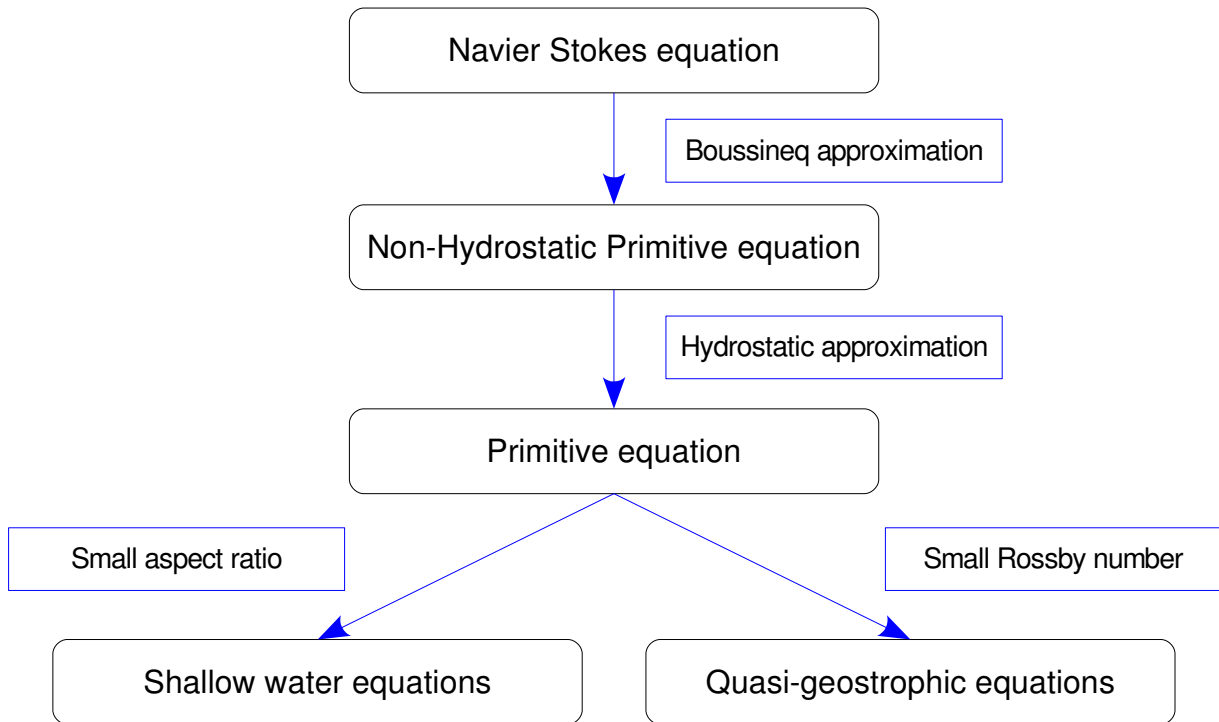 Navier Stokes equation
Boussineq approximation
Non-Hydrostatic Primitive equation
Hydrostatic approximation
Primitive equation
Small aspect ratio
Small Rossby number
Shallow water equations
Quasi-geostrophic equations